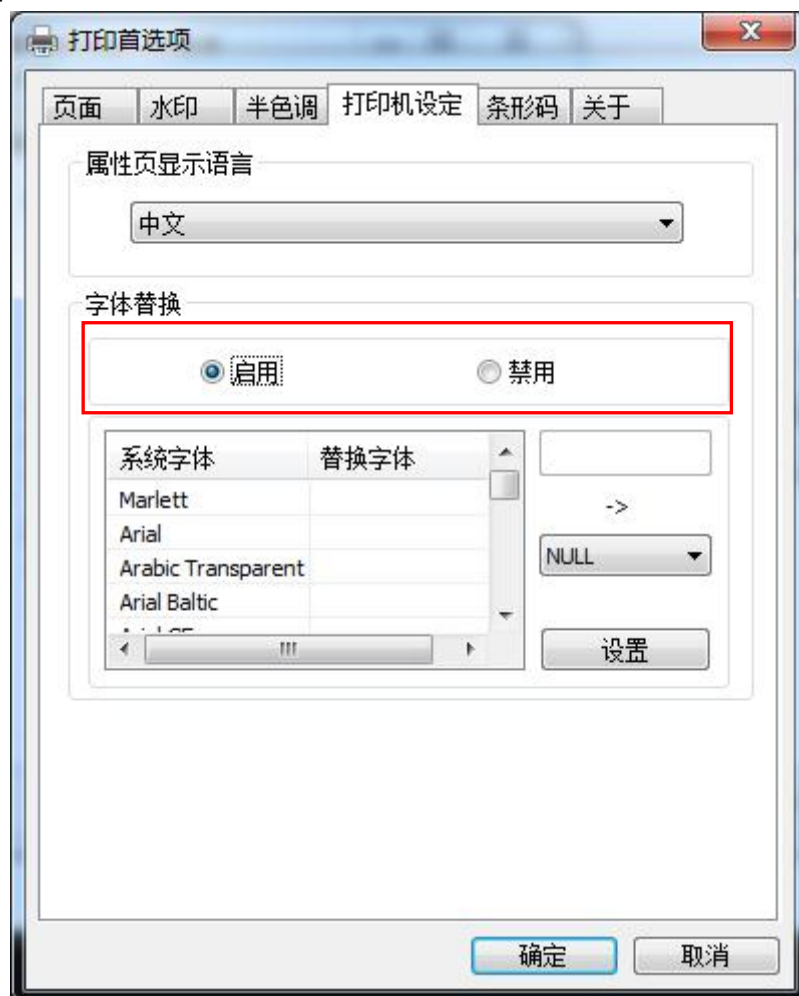 打印首选项
页面 水印 半色调 打印机设定 条形码 关于
属性页显示语言
中文
字体替换
启用 禁用
系统字体 替换字体
Marlett
->
Arial
NULL
Arabic Transparent
Arial Baltic
设置
确定 取消